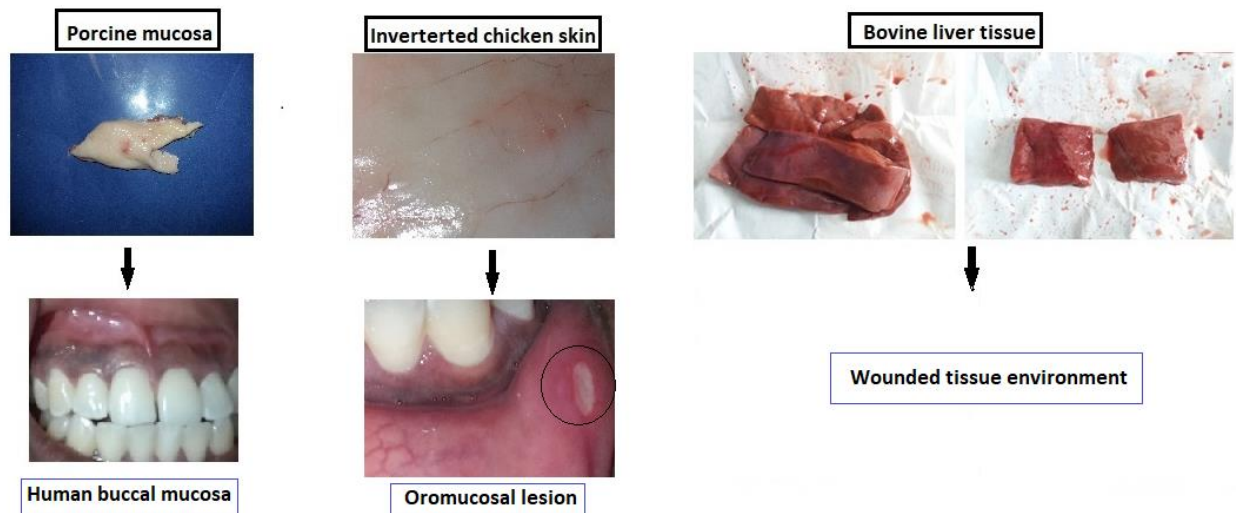 Porcine mucosa
Inverterted chicken skin
Bovine liver tissue
Wounded tissue environment
Human buccal mucosa
Oromucosal lesion